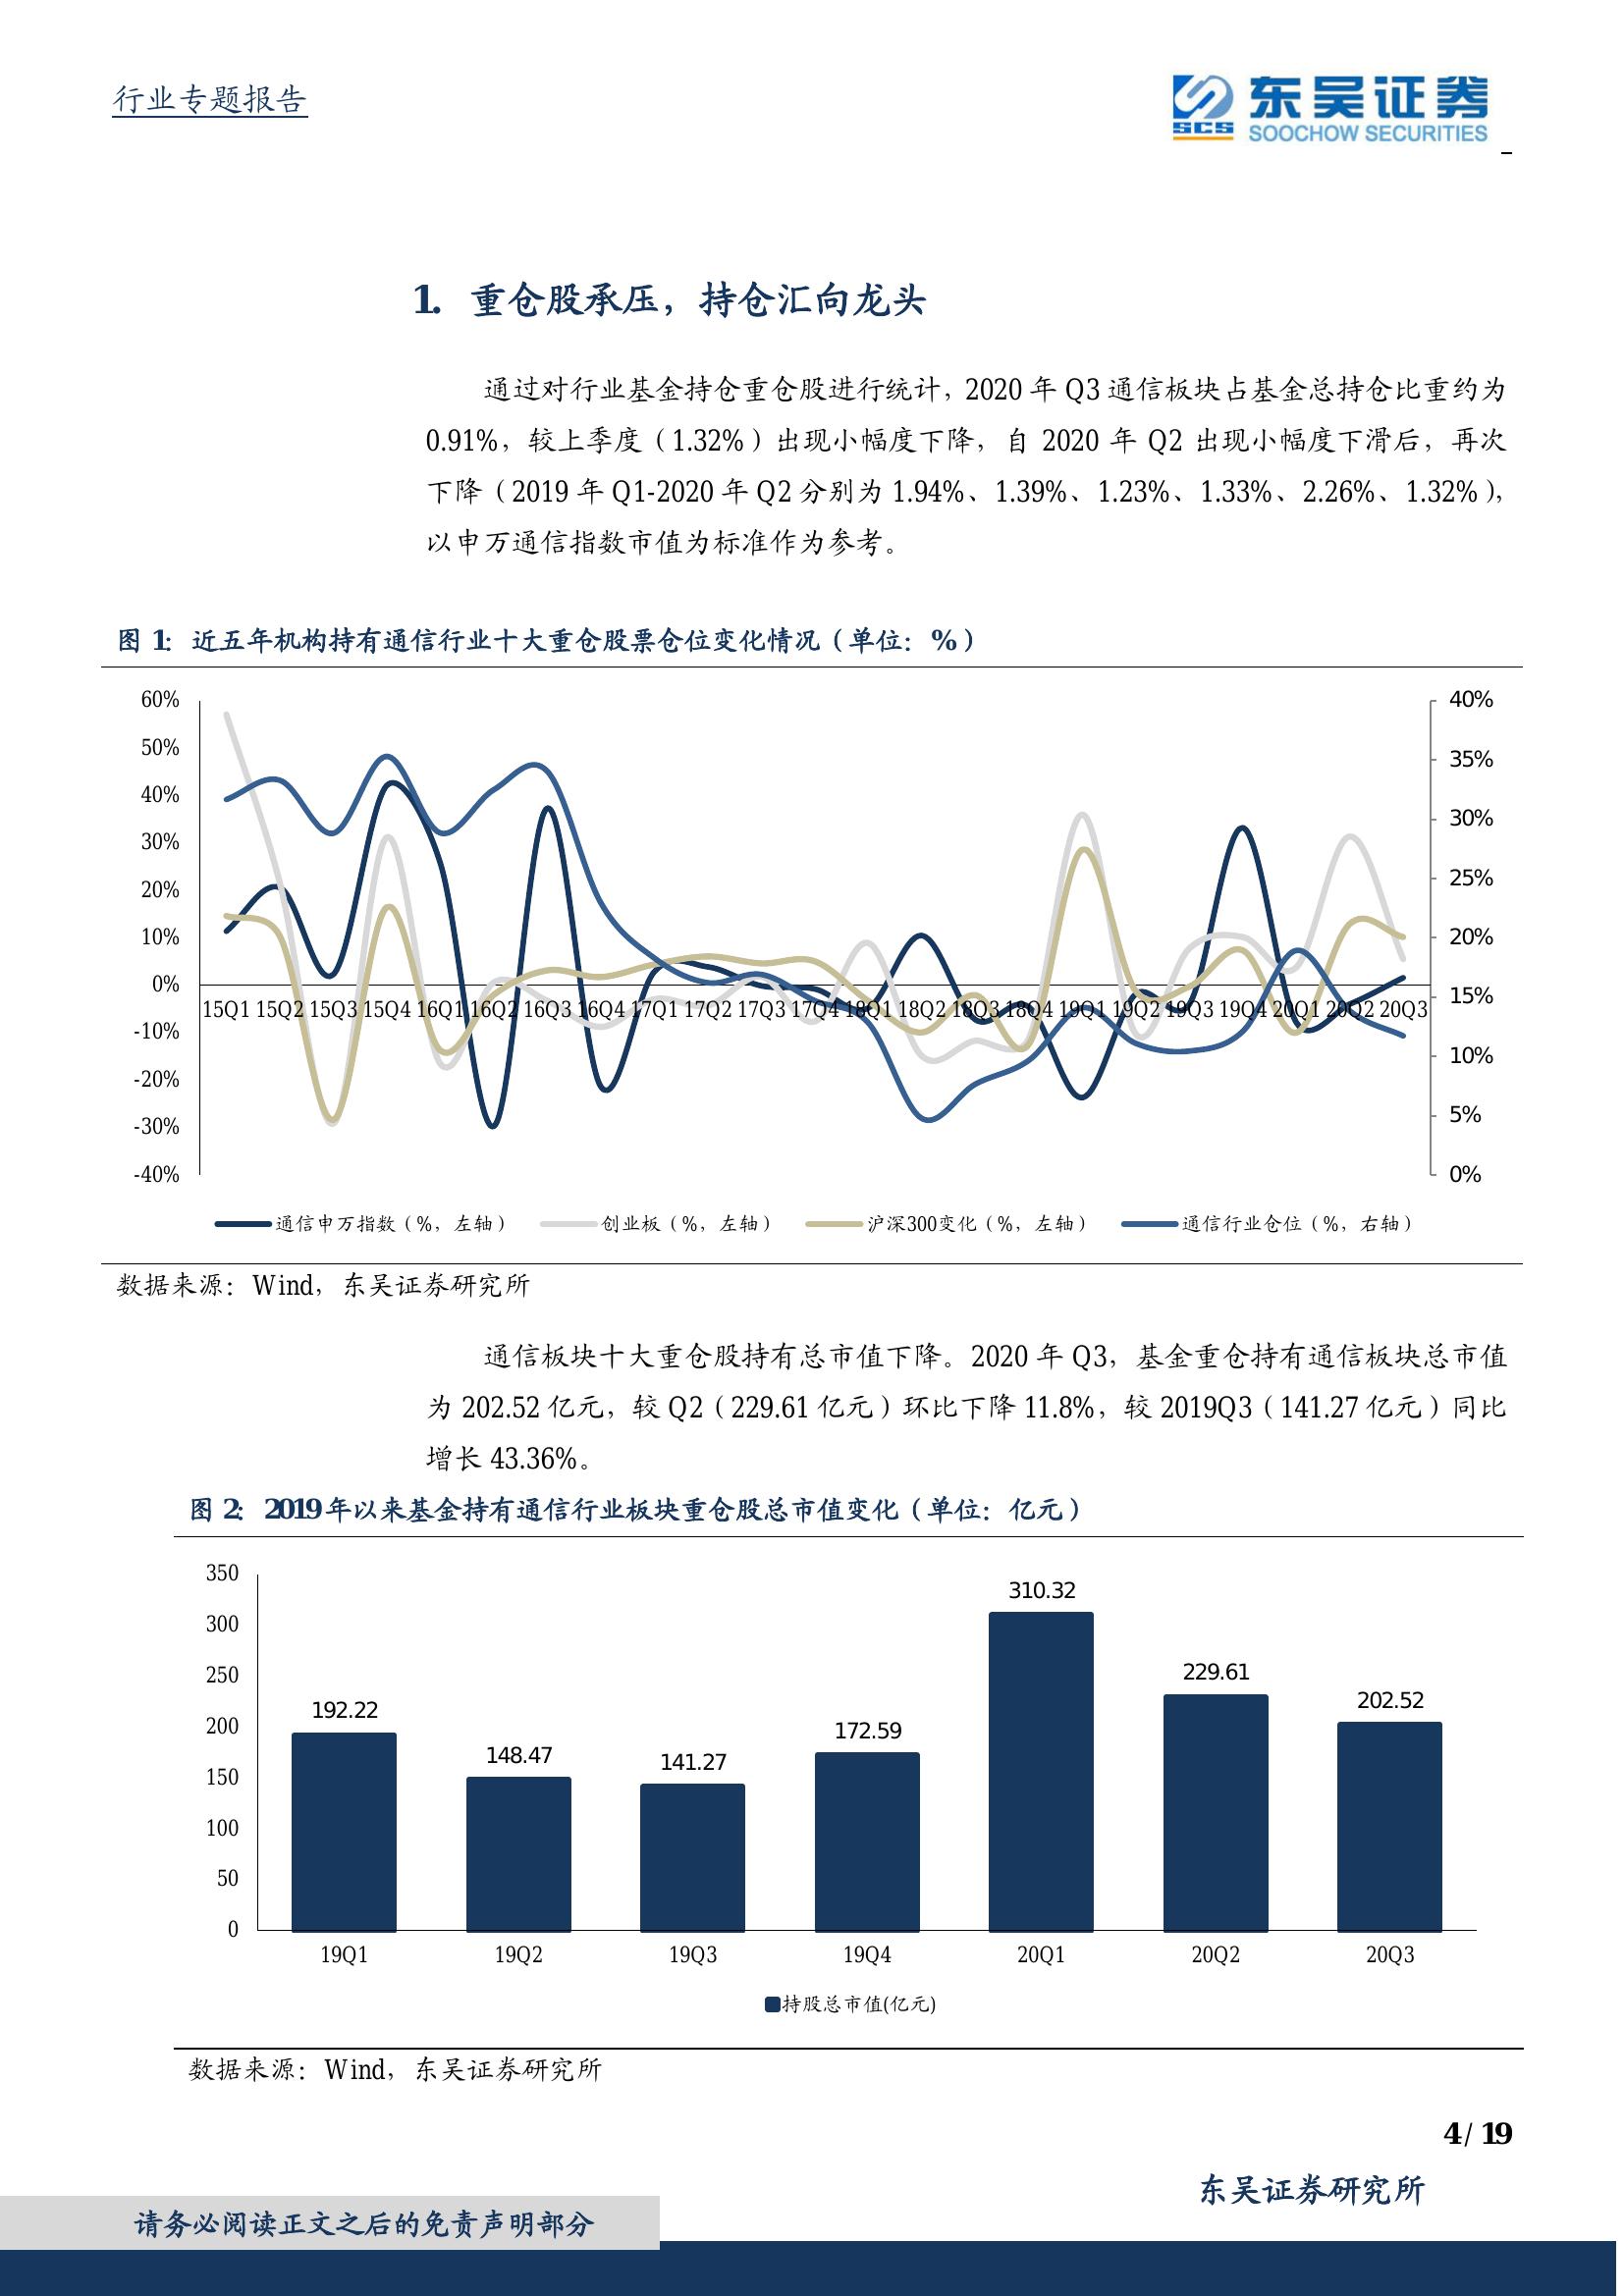 行业专题报告
SCS 东吴证券
SOOCHOW SECURITIES
1. 重仓股承压，持仓汇向龙头
通过对行业基金持仓重仓股进行统计，2020 年 Q3 通信板块占基金总持仓比重约为
0.91%，较上季度（1.32%）出现小幅度下降，自 2020 年 Q2 出现小幅度下滑后，再次
下降（2019 年 Q1-2020 年 Q2 分别为 1.94%、1.39%、1.23%、1.33%、2.26%、1.32%），
以申万通信指数市值为标准作为参考。
图 1：近五年机构持有通信行业十大重仓股票仓位变化情况（单位：%）
60%
50%
40%
30%
20%
10%
0%
-10%
-20%
-30%
-40%
40%
35%
30%
25%
20%
15%
10%
5%
0%
15Q1 15Q2 15Q3 15Q4 16Q1 16Q2 16Q3 16Q4 17Q1 17Q2 17Q3 17Q4 18Q1 18Q2 18Q3 18Q4 19Q1 19Q2 19Q3 19Q4 20Q1 20Q2 20Q3
通信申万指数（%，左轴） 创业板（%，左轴） 沪深300变化（%，左轴） 通信行业仓位（%，右轴）
数据来源：Wind，东吴证券研究所
通信板块十大重仓股持有总市值下降。2020 年 Q3，基金重仓持有通信板块总市值
为 202.52 亿元，较 Q2（229.61 亿元）环比下降 11.8%，较 2019Q3（141.27 亿元）同比
增长 43.36%。
图 2：2019年以来基金持有通信行业板块重仓股总市值变化（单位：亿元）
350
300
250
200
150
100
50
0
192.22 148.47 141.27 172.59 310.32 229.61 202.52
19Q1 19Q2 19Q3 19Q4 20Q1 20Q2 20Q3
持股总市值(亿元)
数据来源：Wind，东吴证券研究所
4 / 19
东吴证券研究所
请务必阅读正文之后的免责声明部分